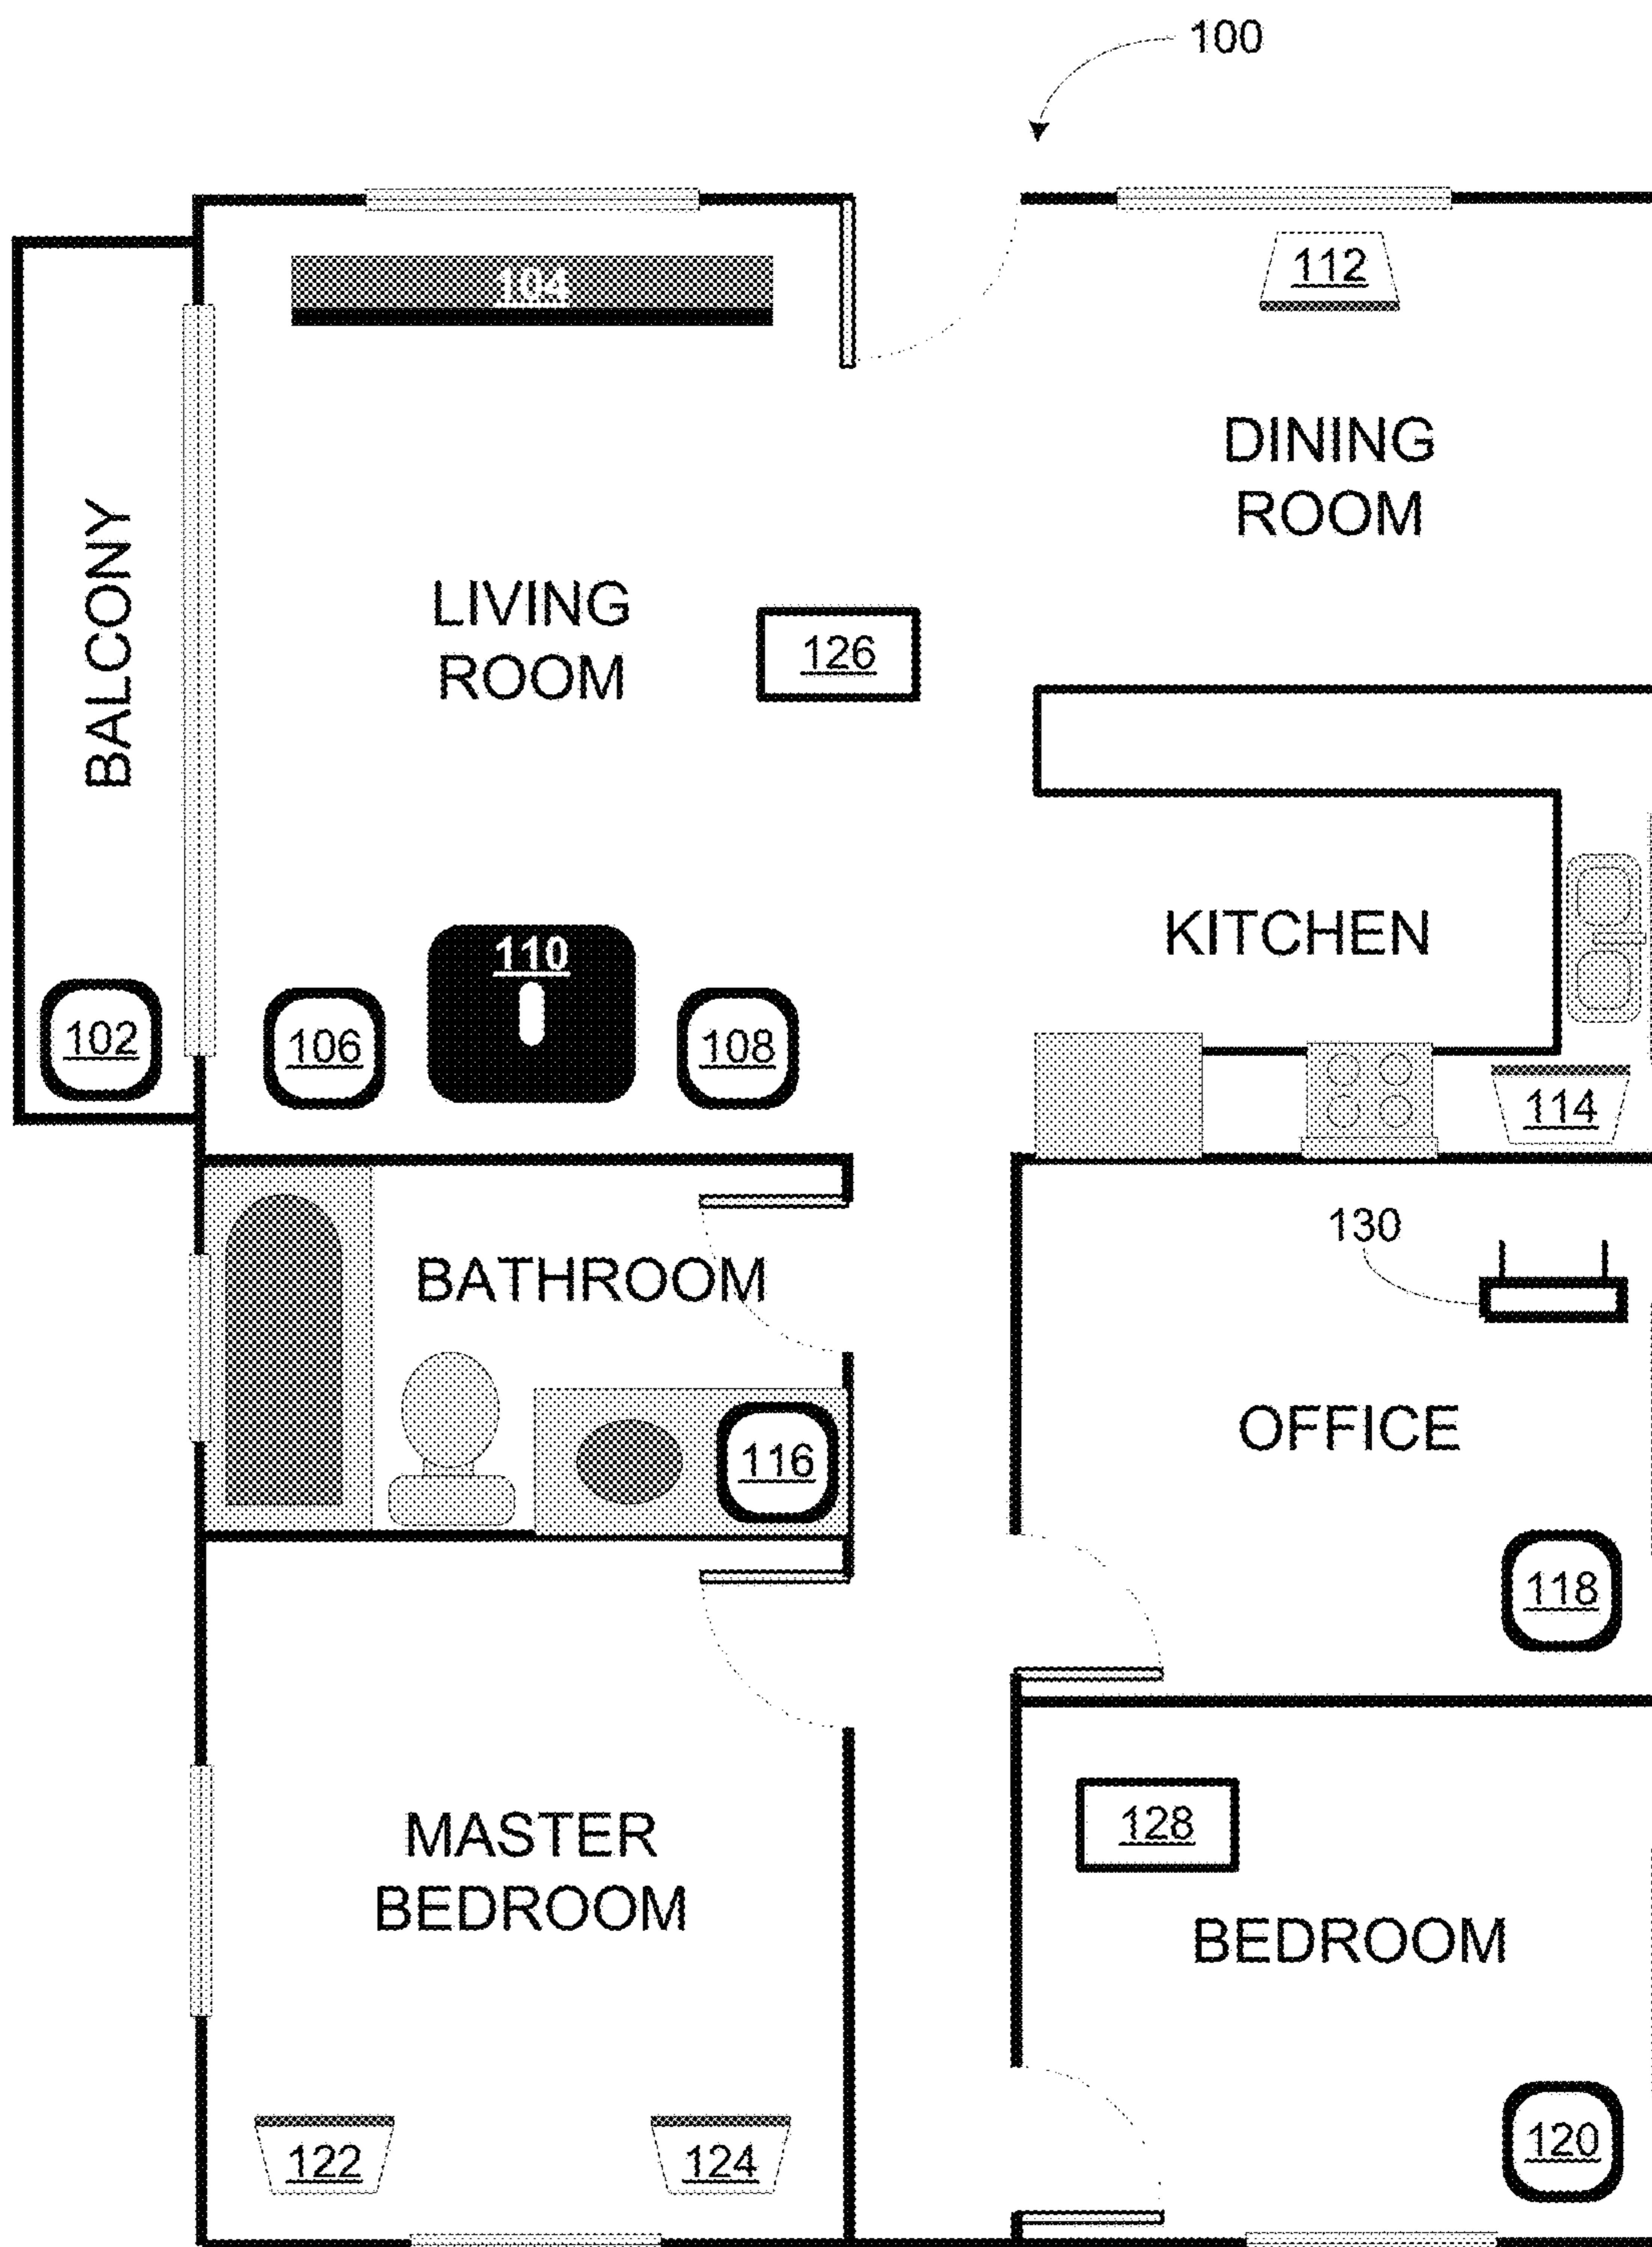 100
104
112
DINING
ROOM
BALCONY
LIVING
ROOM
126
KITCHEN
110
102
106
108
114
130
BATHROOM
OFFICE
116
118
128
MASTER
BEDROOM
BEDROOM
122
124
120